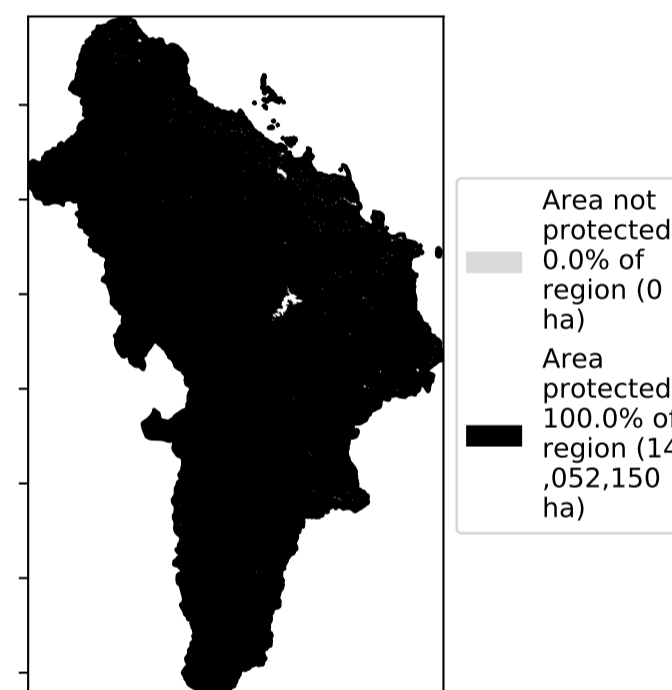 Area not
protected
0.0% of
region (0
ha)
Area
protected
100.0% of
region (14
,052,150
ha)